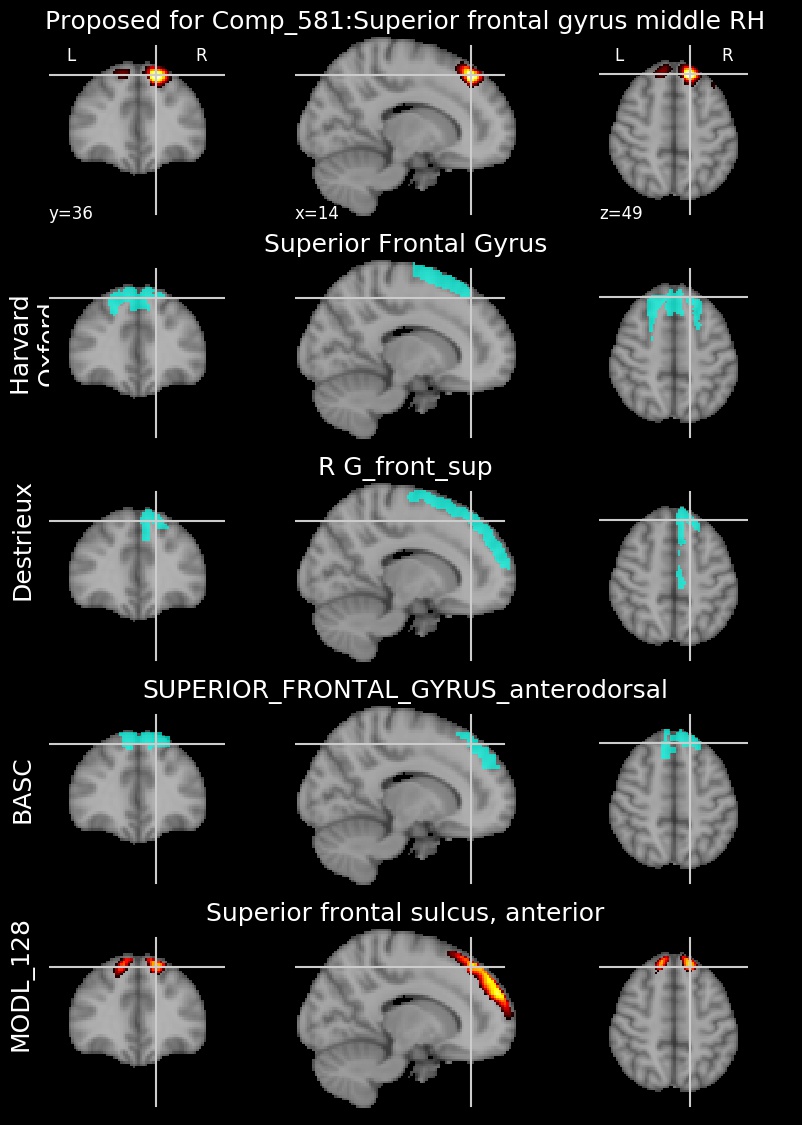 Proposed for Comp_581:Superior frontal gyrus middle RH
L R L R
y=36 x=14 z=49
Superior Frontal Gyrus
Harvard
Oxford
R G_front_sup
Destrieux
SUPERIOR_FRONTAL_GYRUS_anterodorsal
BASC
Superior frontal sulcus, anterior
MODL_128